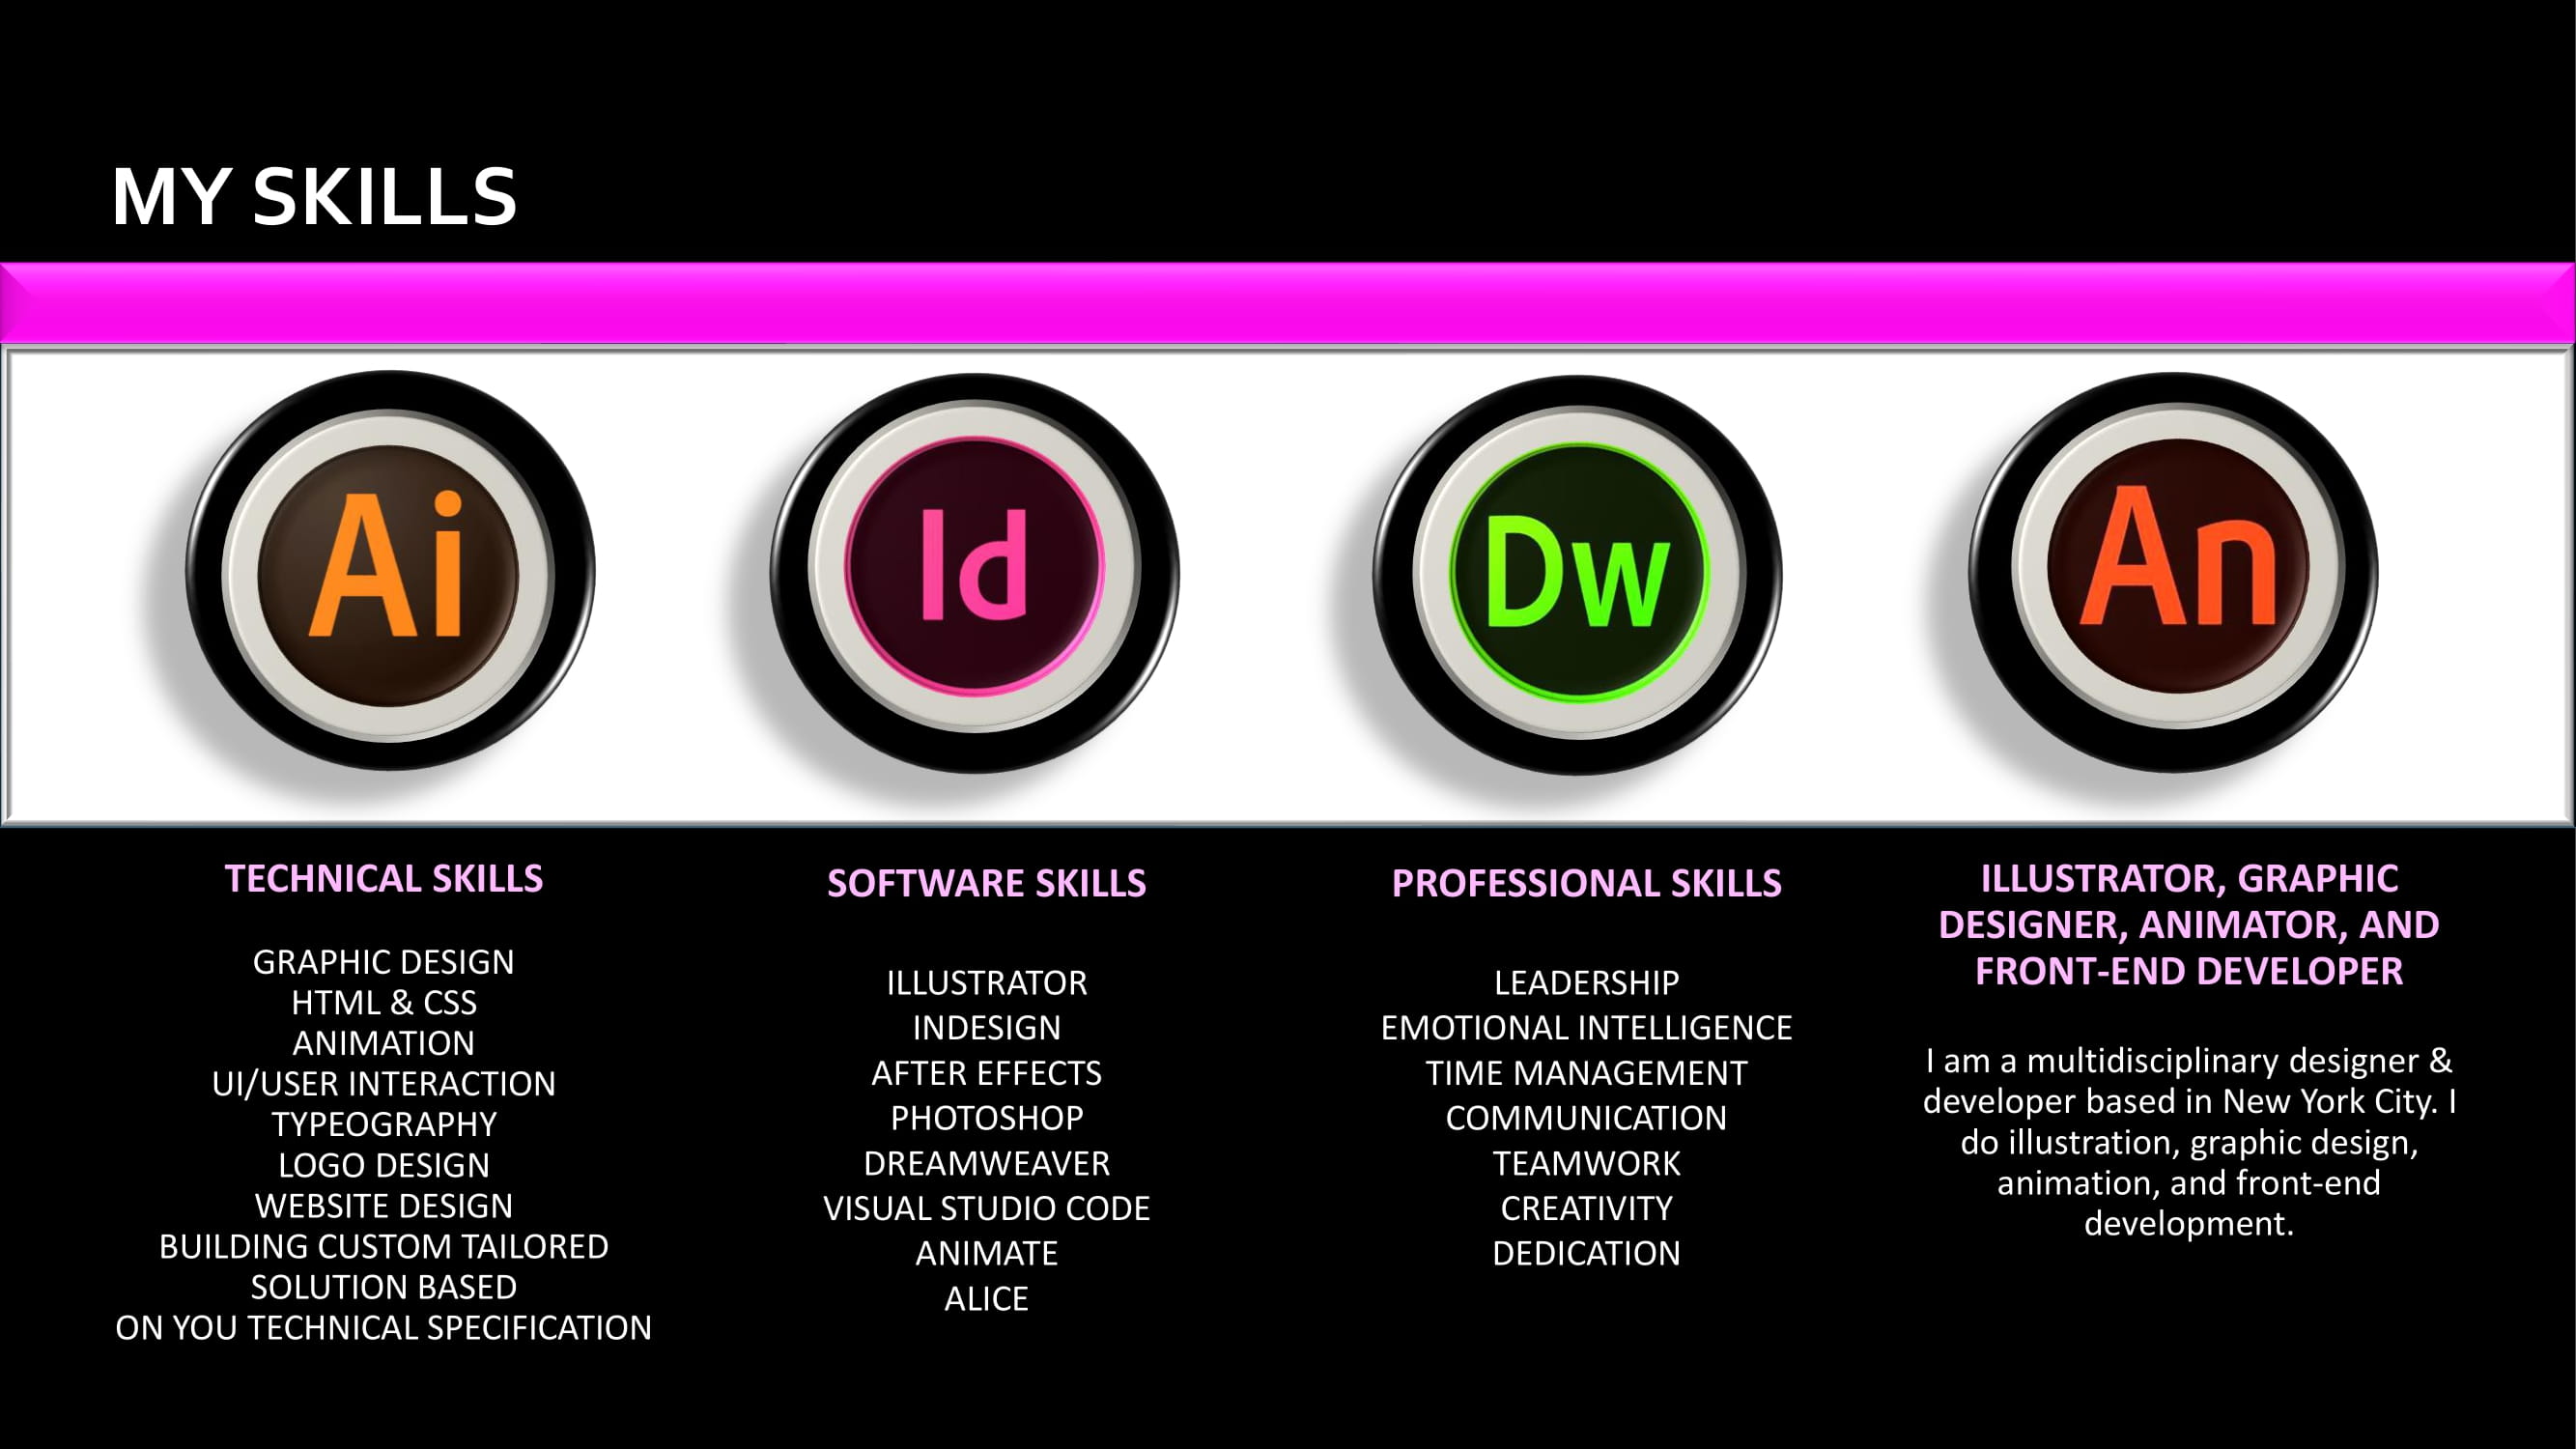 MY SKILLS
Ai
Id
Dw
An
TECHNICAL SKILLS
GRAPHIC DESIGN
HTML & CSS
ANIMATION
UI/USER INTERACTION
TYPEOGRAPHY
LOGO DESIGN
WEBSITE DESIGN
BUILDING CUSTOM TAILORED
SOLUTION BASED
ON YOU TECHNICAL SPECIFICATION
SOFTWARE SKILLS
ILLUSTRATOR
INDESIGN
AFTER EFFECTS
PHOTOSHOP
DREAMWEAVER
VISUAL STUDIO CODE
ANIMATE
ALICE
PROFESSIONAL SKILLS
LEADERSHIP
EMOTIONAL INTELLIGENCE
TIME MANAGEMENT
COMMUNICATION
TEAMWORK
CREATIVITY
DEDICATION
ILLUSTRATOR, GRAPHIC
DESIGNER, ANIMATOR, AND
FRONT-END DEVELOPER
I am a multidisciplinary designer &
developer based in New York City. I
do illustration, graphic design,
animation, and front-end
development.